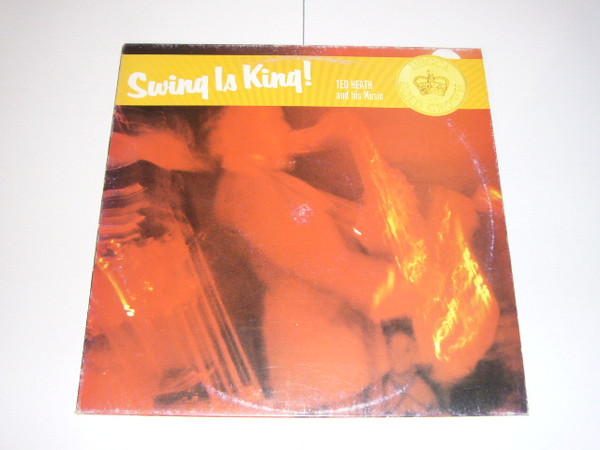 Swing Is King!
TED HEATH
and his Music